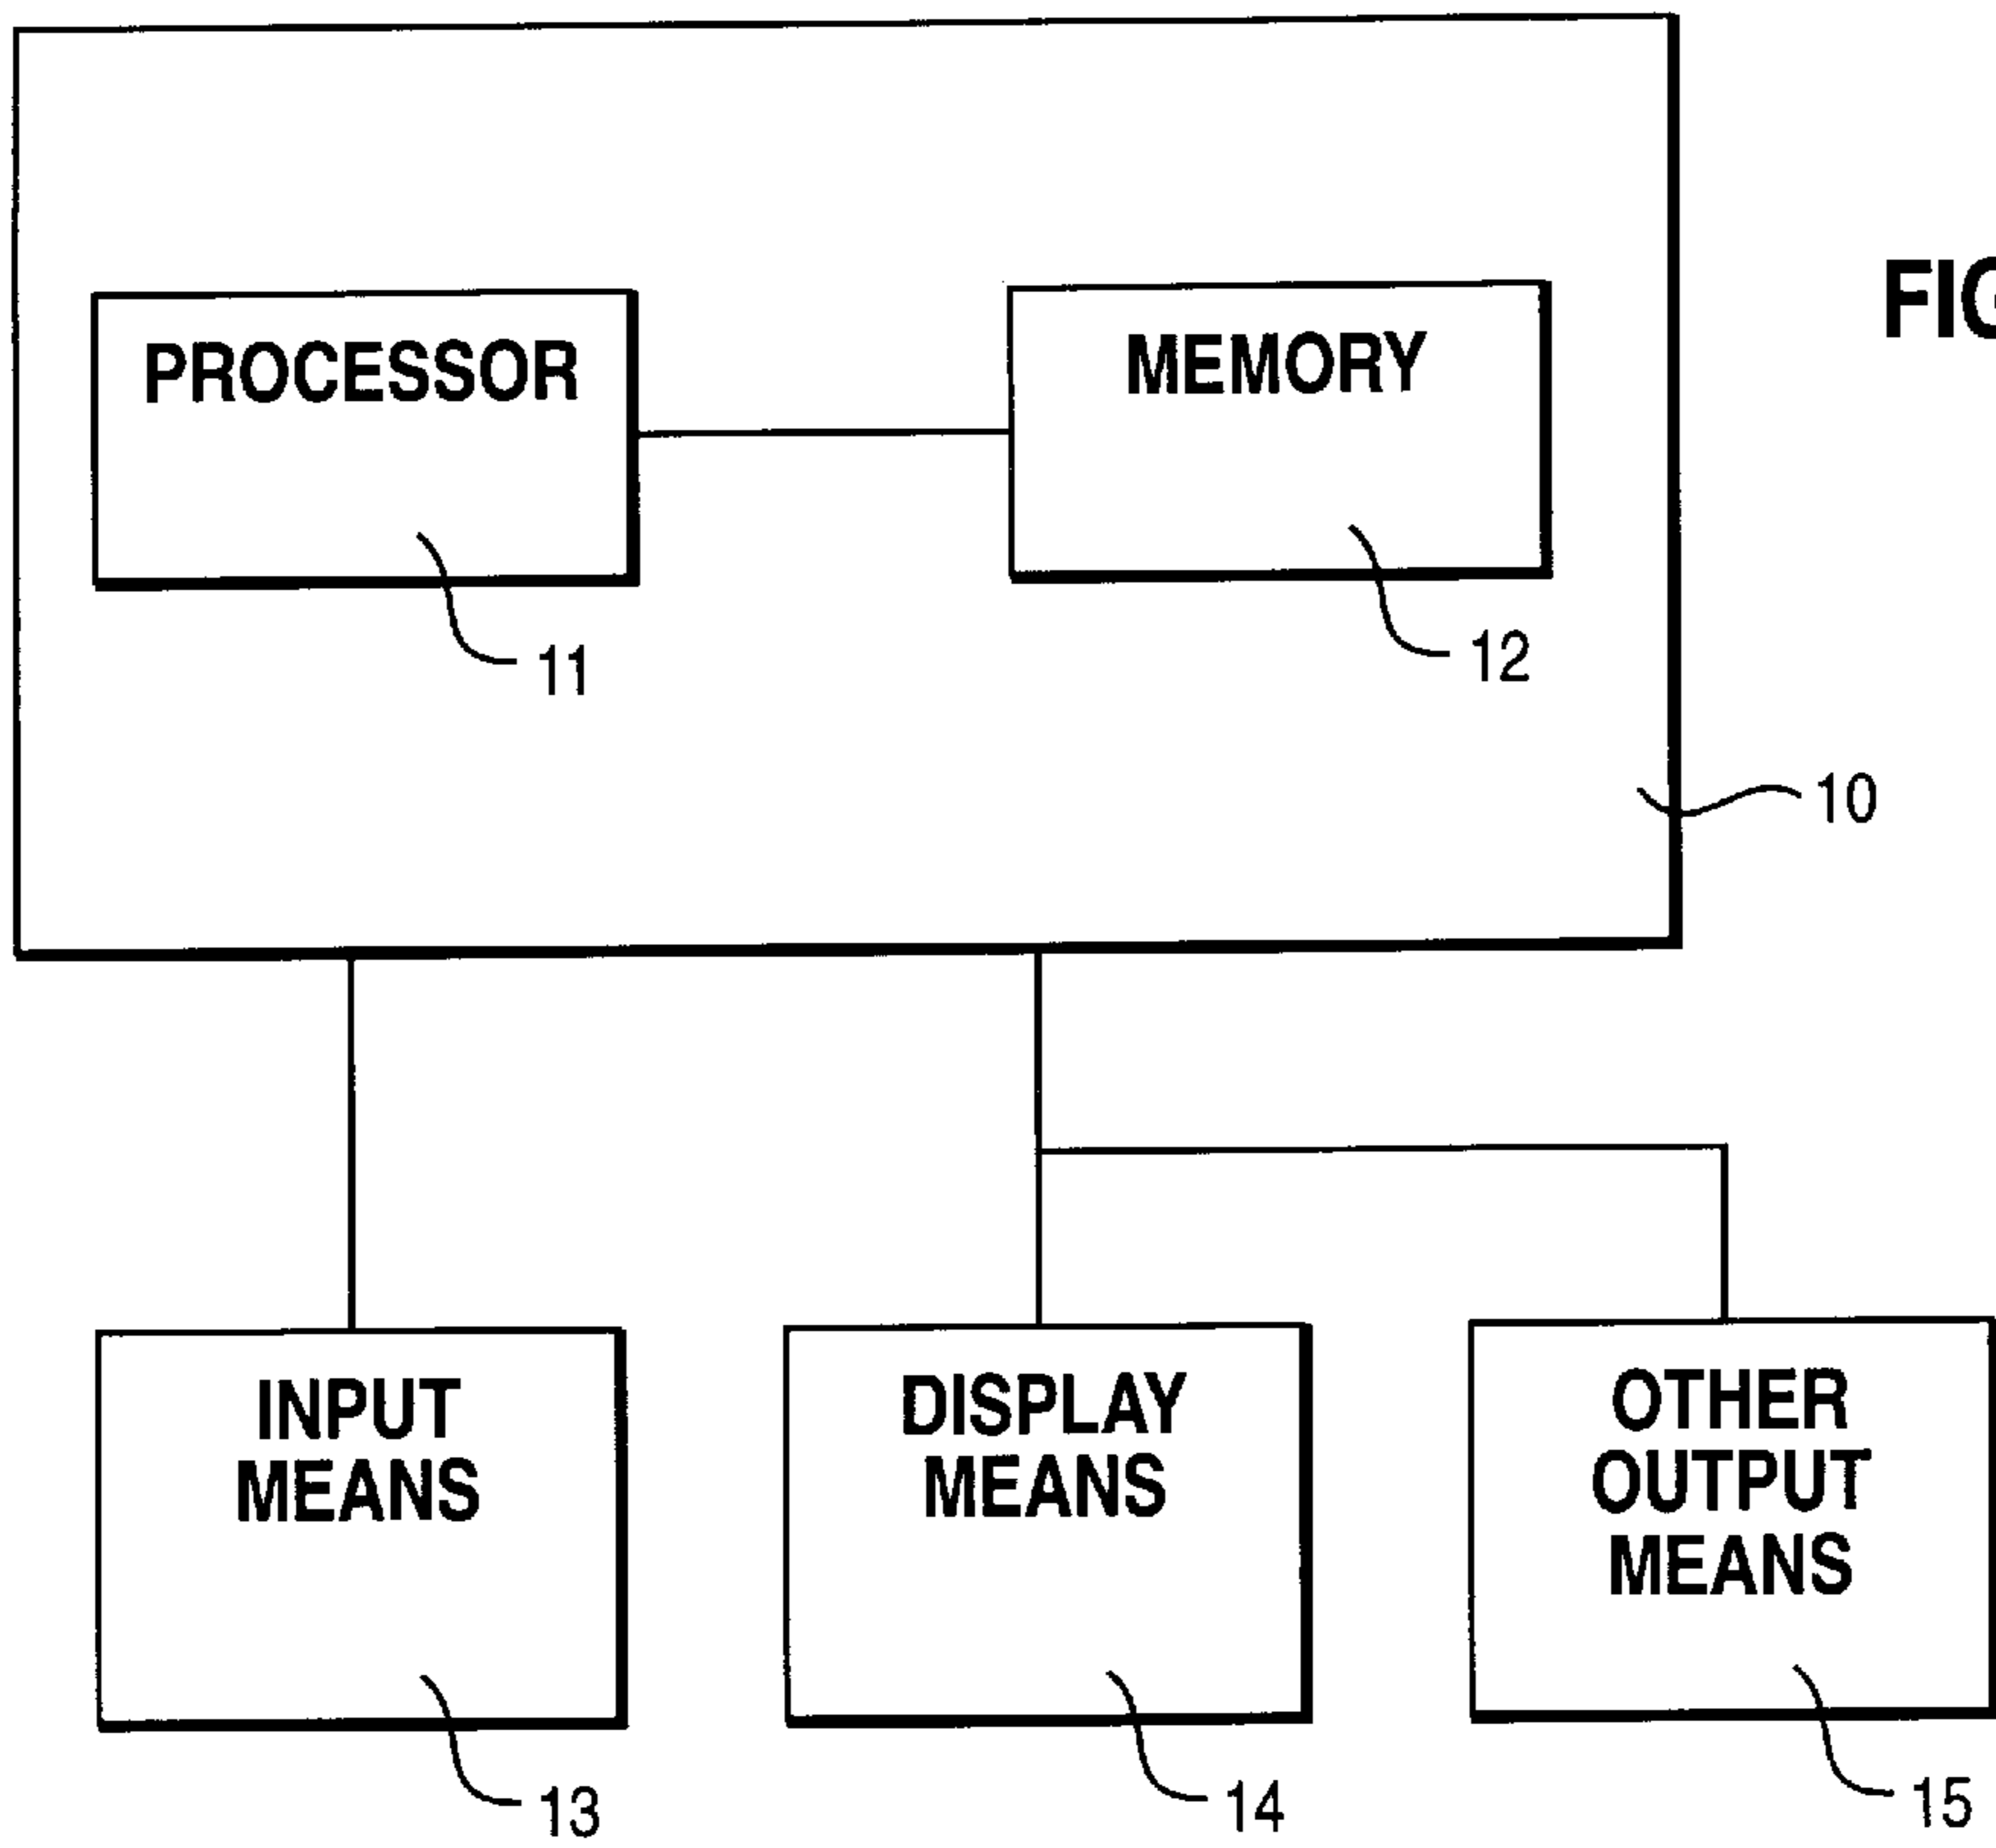 PROCESSOR
MEMORY
11
12
10
INPUT
MEANS
DISPLAY
MEANS
OTHER
OUTPUT
MEANS
13
14
15